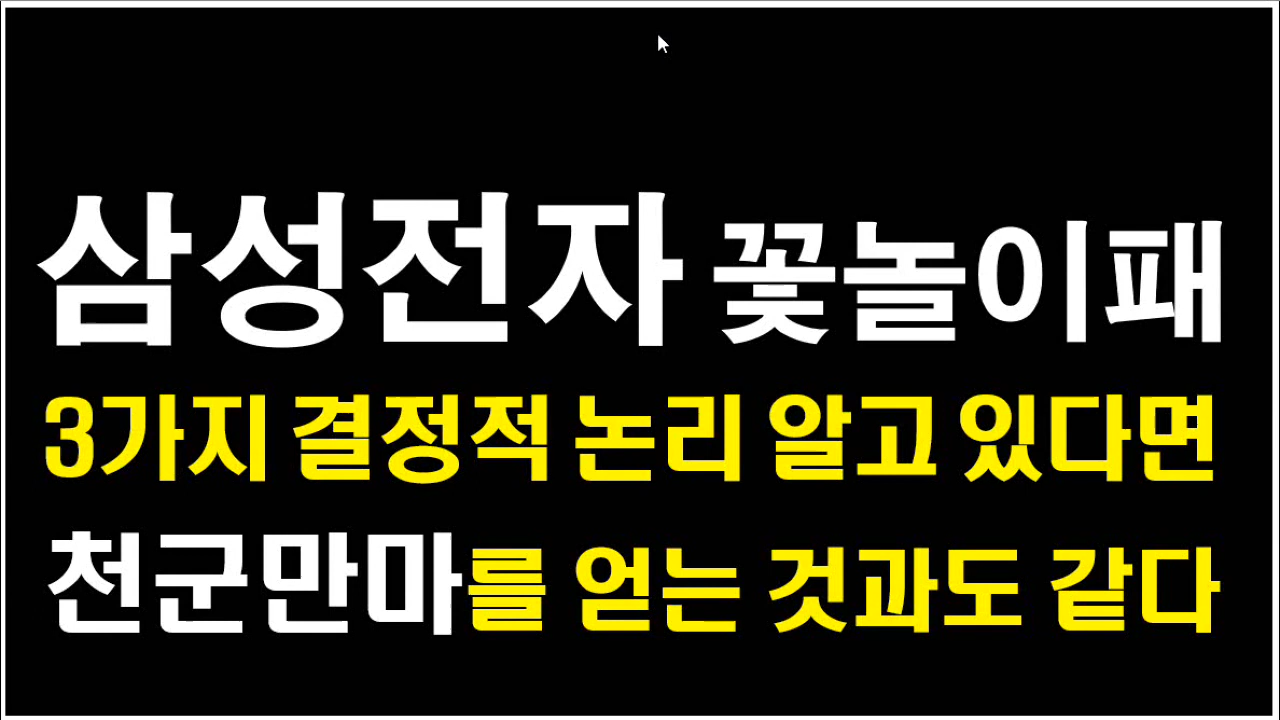 삼성전자 꽃놀이패
3가지 결정적 논리 알고 있다면
천군만마를 얻는 것과도 같다